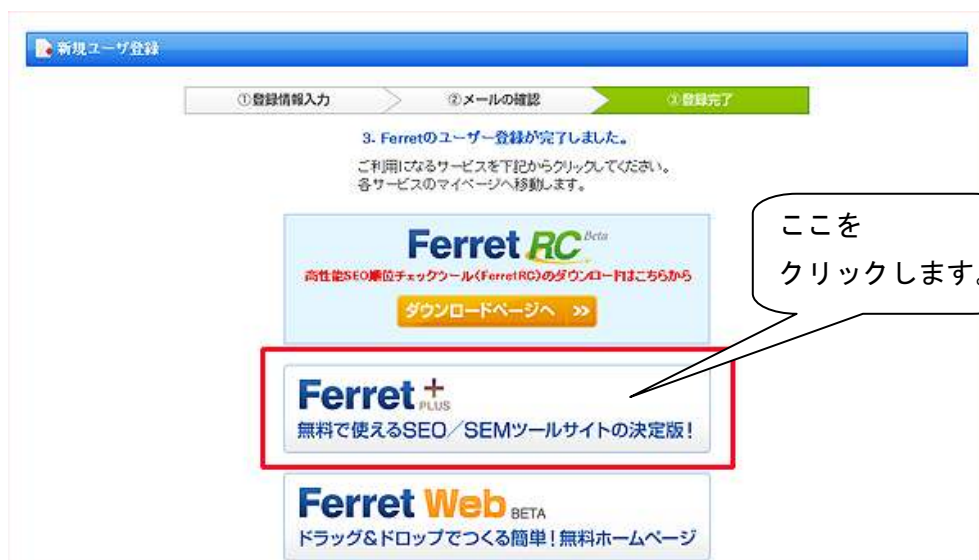 新規ユーザ登録
①登録情報入力 ②メールの確認 ③登録完了
3. Ferretのユーザー登録が完了しました。
ご利用になるサービスを下記からクリックしてください。
各サービスのマイページへ移動します。
Ferret RC Beta
高性能SEO順位チェックツール(FerretRC)のダウンロードはこちらから
ダウンロードページへ >>
ここを
クリックします。
Ferret + PLUS
無料で使えるSEO/SEMツールサイトの決定版!
Ferret Web BETA
ドラッグ&ドロップでつくる簡単!無料ホームページ